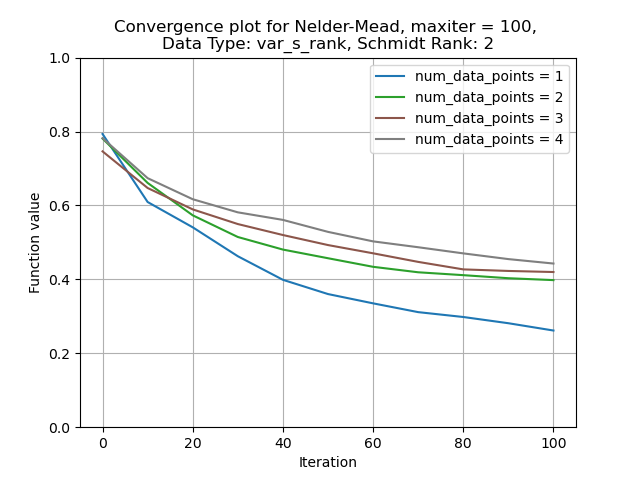 Convergence plot for Nelder-Mead, maxiter = 100,
Data Type: var_s_rank, Schmidt Rank: 2
num_data_points = 1
num_data_points = 2
num_data_points = 3
num_data_points = 4
Function value
1.0
0.8
0.6
0.4
0.2
0.0
0 20 40 60 80 100
Iteration